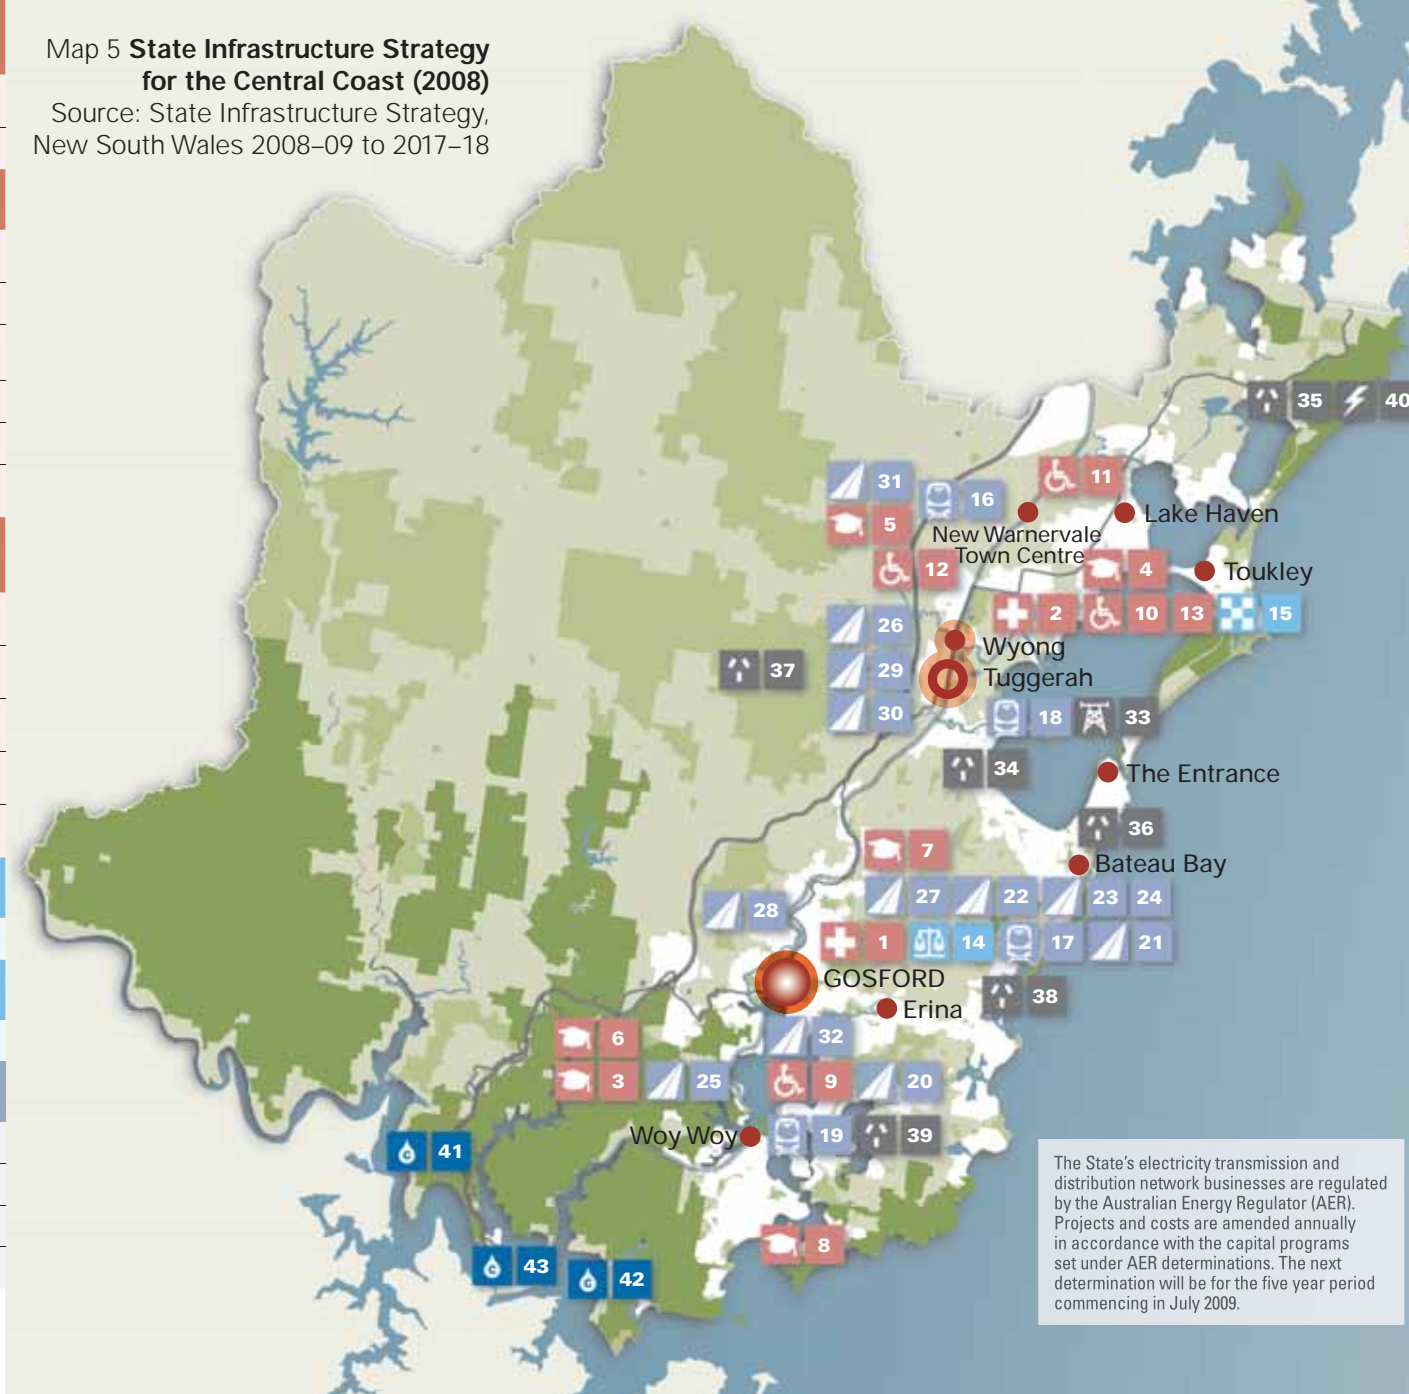 Map 5 State Infrastructure Strategy
for the Central Coast (2008)
Source: State Infrastructure Strategy,
New South Wales 2008–09 to 2017–18
35 40
31
16
11
5
Lake Haven
New Warnervale
Town Centre
12
4
Toukley
2 10 13 15
26
Wyong
37
29
Tuggerah
30
18 33
34
The Entrance
36
7
Bateau Bay
28
27 22 23 24
1 14 17 21
GOSFORD
38
Erina
6
32
3 25
9 20
Woy Woy
19 39
41
8
43
42
The State's electricity transmission and
distribution network businesses are regulated
by the Australian Energy Regulator (AER).
Projects and costs are amended annually
in accordance with the capital programs
set under AER determinations. The next
determination will be for the five year period
commencing in July 2009.